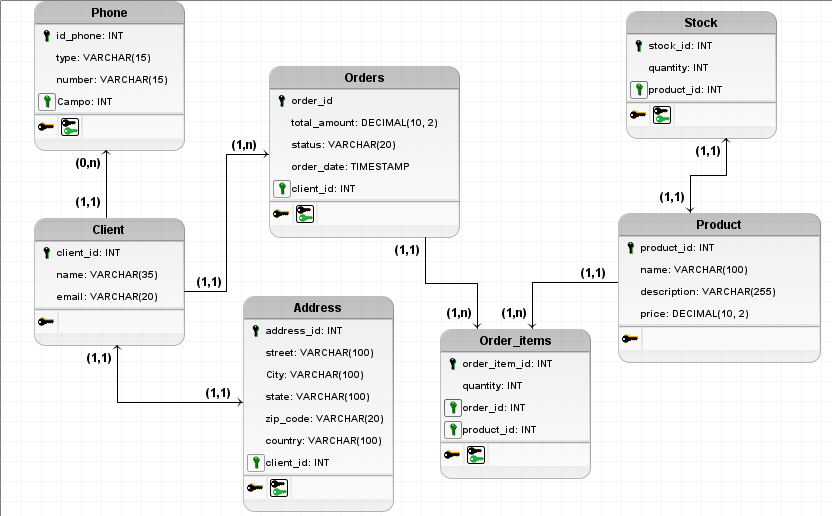 Phone
id_phone: INT
type: VARCHAR(15)
number: VARCHAR(15)
Campo: INT
(0,n)
(1,1)
Client
client_id: INT
name: VARCHAR(35)
email: VARCHAR(20)
(1,1)
(1,n)
Orders
order_id
total_amount: DECIMAL(10, 2)
status: VARCHAR(20)
order_date: TIMESTAMP
client_id: INT
(1,1)
(1,1)
Address
address_id: INT
street: VARCHAR(100)
City: VARCHAR(100)
state: VARCHAR(100)
zip_code: VARCHAR(20)
country: VARCHAR(100)
client_id: INT
(1,1)
(1,n)
(1,n)
(1,1)
Order_items
order_item_id: INT
quantity: INT
order_id: INT
product_id: INT
Stock
stock_id: INT
quantity: INT
product_id: INT
(1,1)
(1,1)
Product
product_id: INT
name: VARCHAR(100)
description: VARCHAR(255)
price: DECIMAL(10, 2)